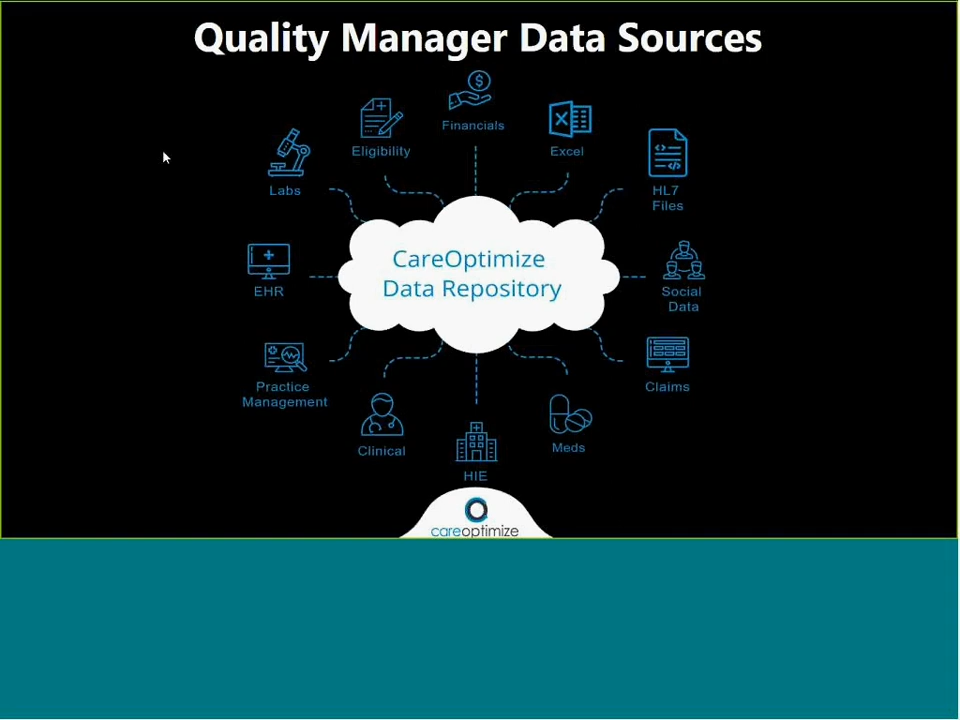 Quality Manager Data Sources
Financials
Eligibility
Excel
Labs
HL7
Files
CareOptimize
Data Repository
EHR
Social
Data
Practice
Management
Claims
Clinical
Meds
HIE
careoptimize